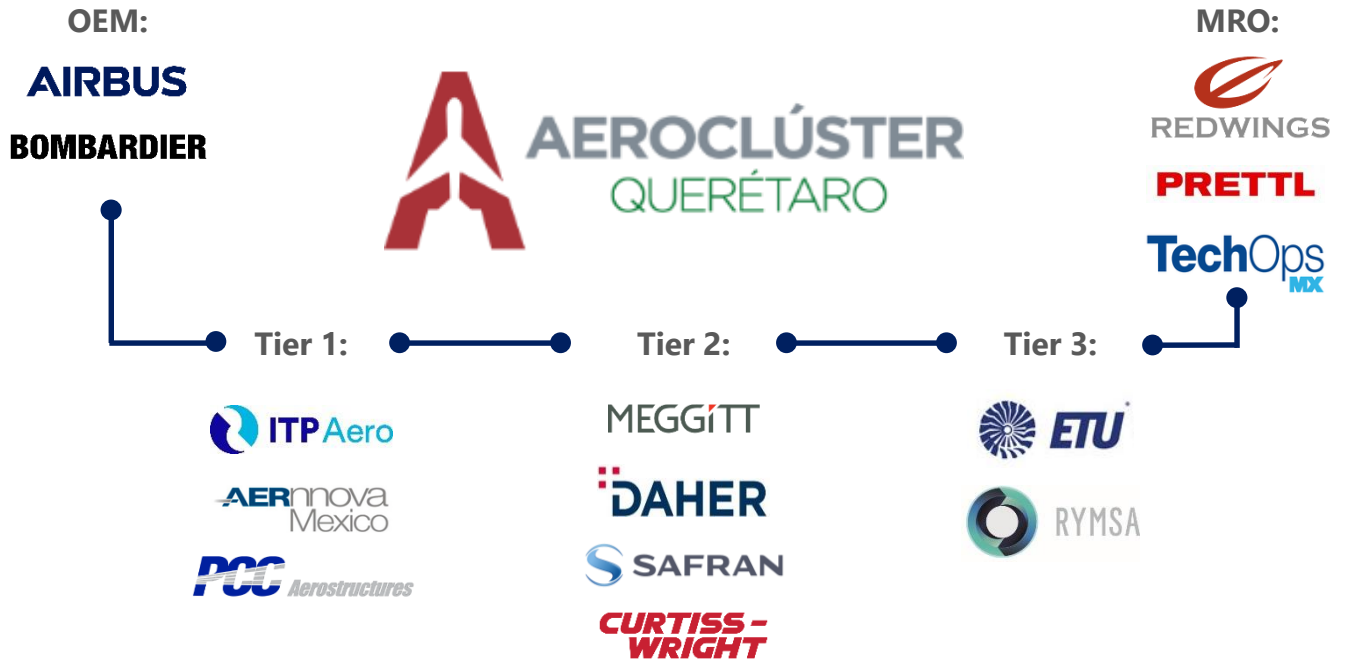 OEM:
AIRBUS
BOMBARDIER
AEROCLÚSTER
QUERÉTARO
MRO:
REDWINGS
PRETTL
TechOps
MX
Tier 1:
ITP Aero
AERnnova
Mexico
PCC Aerostructures
Tier 2:
MEGGiTT
DAHER
SAFRAN
CURTISS-
WRIGHT
Tier 3:
ETU
RYMSA